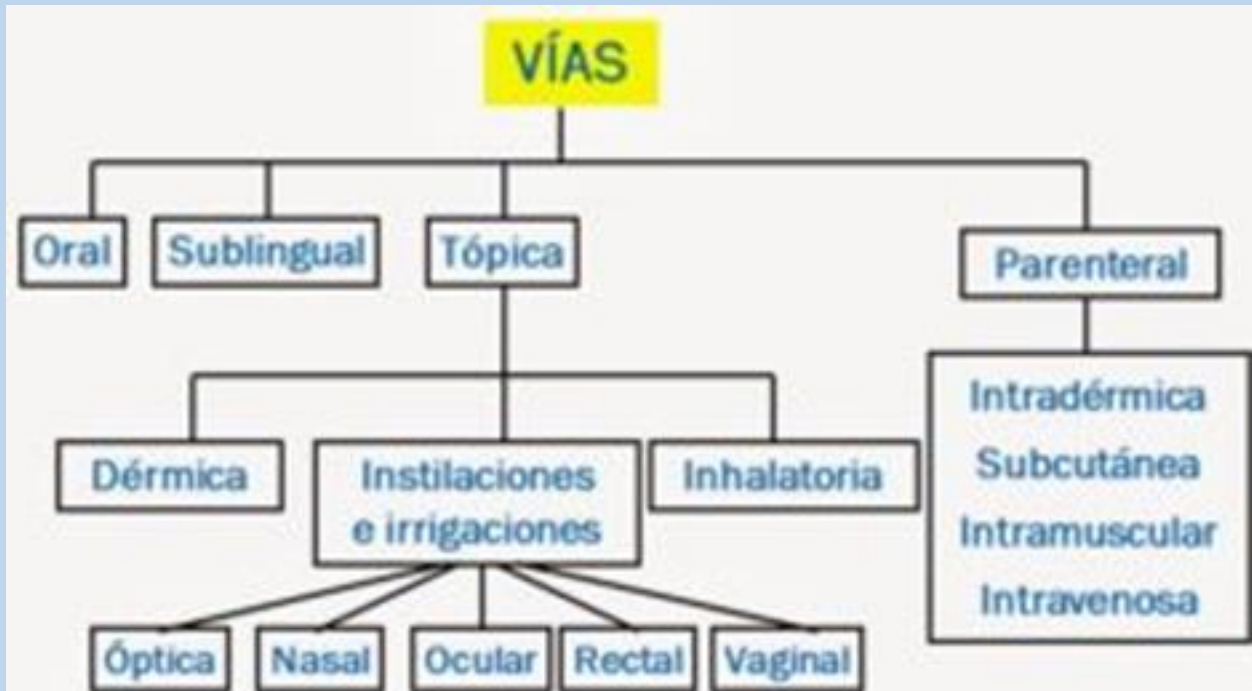 VÍAS
Oral
Sublingual
Tópica
Parenteral
Dérmica
Instilaciones
e irrigaciones
Inhalatoria
Intradérmica
Subcutánea
Intramuscular
Intravenosa
Óptica
Nasal
Ocular
Rectal
Vaginal